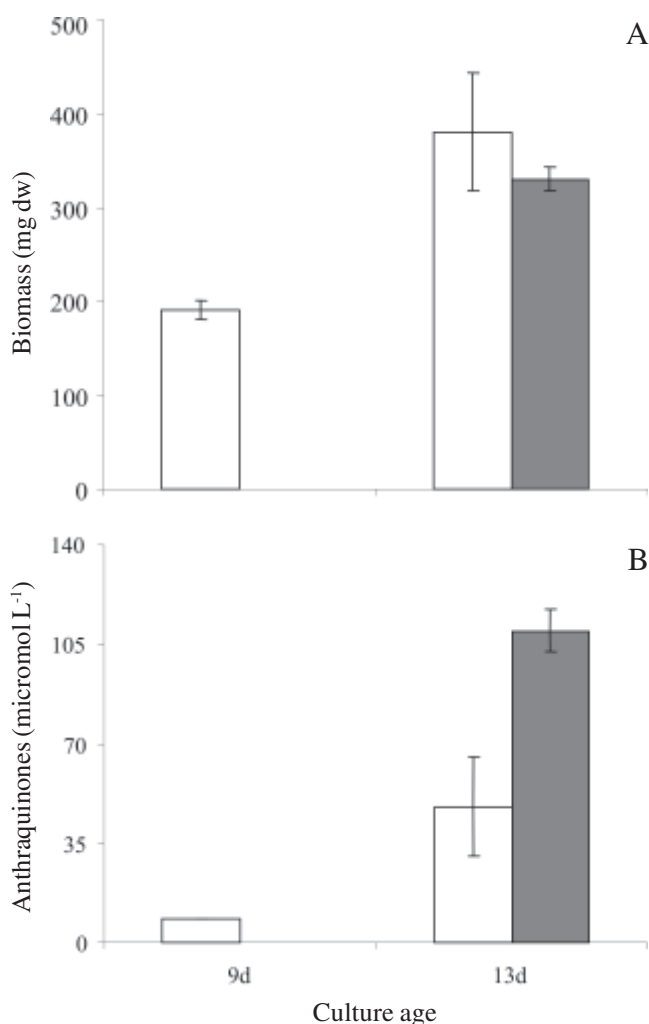 A
500
400
300
200
100
0
Biomass (mg dw)
B
140
105
70
35
0
Anthraquinones (micromol L⁻¹)
9d 13d
Culture age